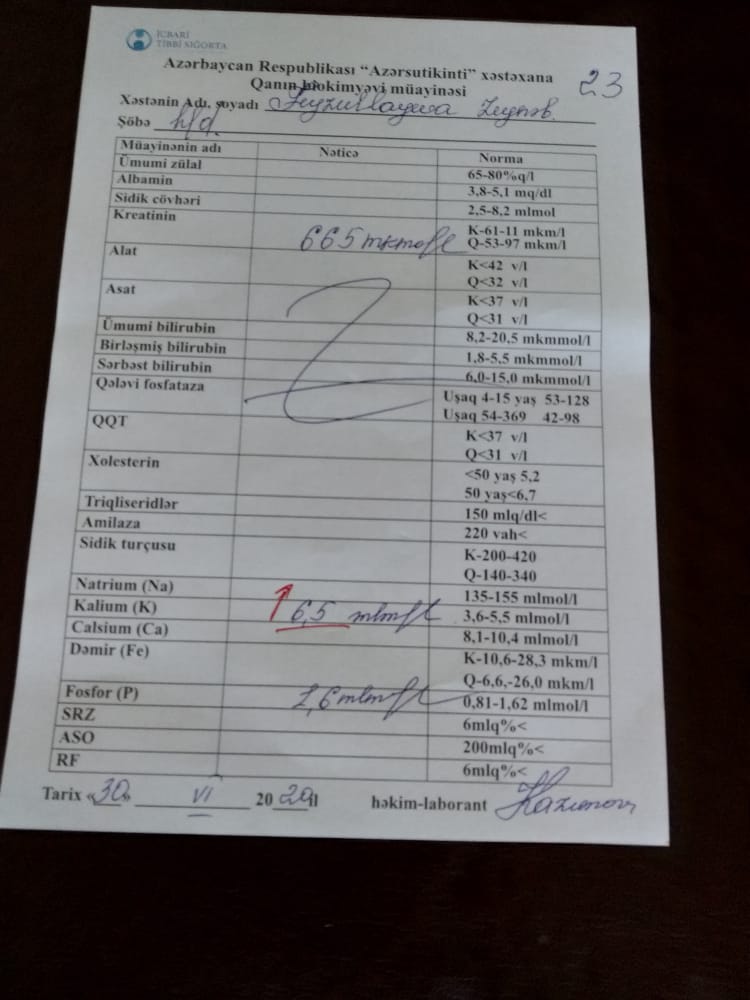 İCBARİ
TİBBİ SIĞORTA
Azərbaycan Respublikası "Azərsutikinti" xəstəxana
Qanın biokimyəvi müayinəsi
23
Xəstənin Adı, soyadı Feyzullayeva Zeynəb.
Şöbə h/d.
Müayinənin adı Nəticə Norma
Ümumi zülal 65-80%q/l
Albamin 3,8-5,1 mq/dl
Sidik cövhəri 2,5-8,2 mlmol
Kreatinin 665 mkmol K-61-11 mkm/l
Q-53-97 mkm/l
Alat K<42 v/l
Q<32 v/l
Asat K<37 v/l
Q<31 v/l
Ümumi bilirubin 8,2-20,5 mkmmol/l
Birləşmiş bilirubin 1,8-5,5 mkmmol/l
Sərbəst bilirubin 6,0-15,0 mkmmol/l
Qələvi fosfataza Uşaq 4-15 yaş 53-128
Uşaq 54-369 42-98
QQT K<37 v/l
Q<31 v/l
Xolesterin <50 yaş 5,2
50 yaş<6,7
Triqliseridlər 150 mlq/dl<
Amilaza 220 vah<
Sidik turçusu K-200-420
Q-140-340
Natrium (Na) 135-155 mlmol/l
Kalium (K) 6,5 3,6-5,5 mlmol/l
Calsium (Ca) 8,1-10,4 mlmol/l
Dəmir (Fe) K-10,6-28,3 mkm/l
Q-6,6,-26,0 mkm/l
Fosfor (P) 0,81-1,62 mlmol/l
SRZ 6mlq%<
ASO 200mlq%<
RF 6mlq%<
Tarix «30» VI 2020 il həkim-laborant